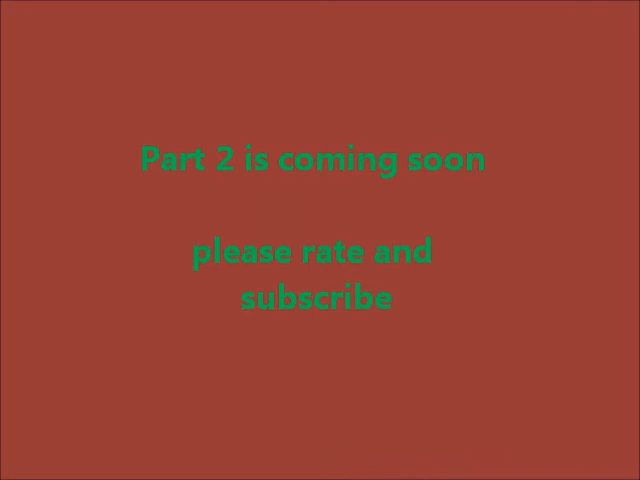 Part 2 is coming soon
please rate and
subscribe